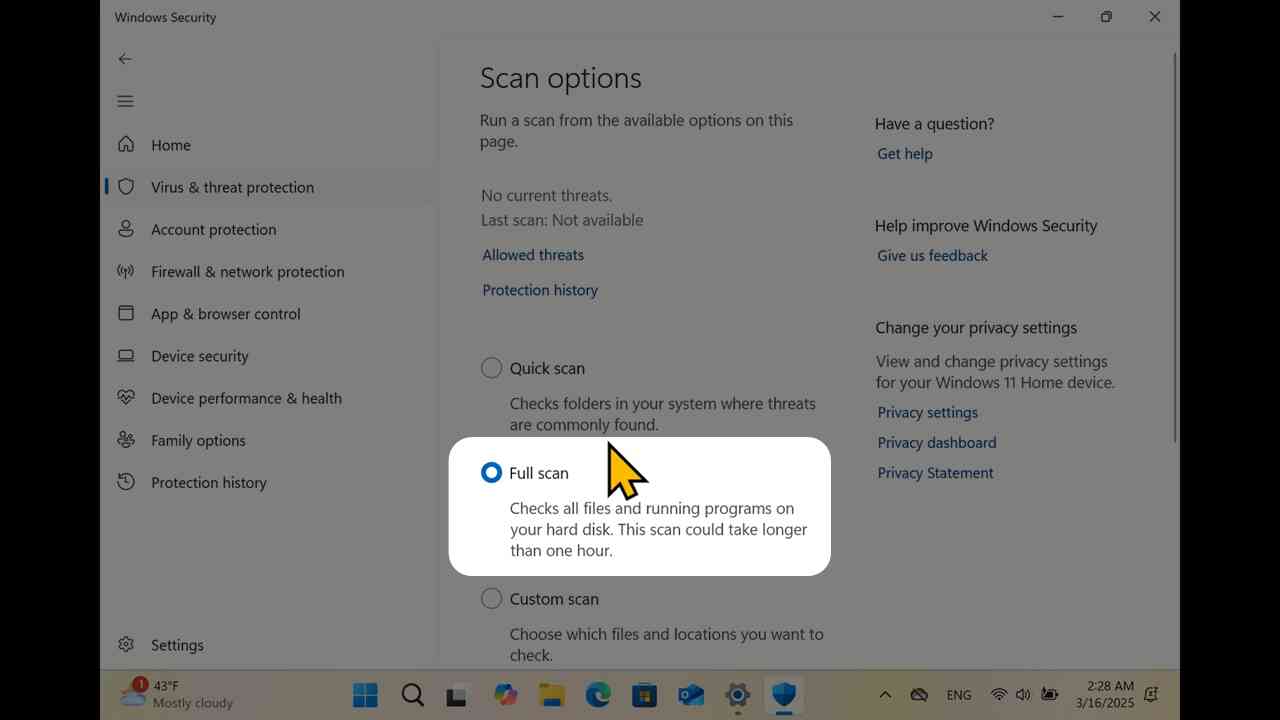 Windows Security
Home
Virus & threat protection
Account protection
Firewall & network protection
App & browser control
Device security
Device performance & health
Family options
Protection history
Settings
Scan options
Run a scan from the available options on this
page.
No current threats.
Last scan: Not available
Allowed threats
Protection history
Quick scan
Checks folders in your system where threats
are commonly found.
Full scan
Checks all files and running programs on
your hard disk. This scan could take longer
than one hour.
Custom scan
Choose which files and locations you want to
check.
Have a question?
Get help
Help improve Windows Security
Give us feedback
Change your privacy settings
View and change privacy settings
for your Windows 11 Home device.
Privacy settings
Privacy dashboard
Privacy Statement
1
43°F
Mostly cloudy
ENG
2:28 AM
3/16/2025